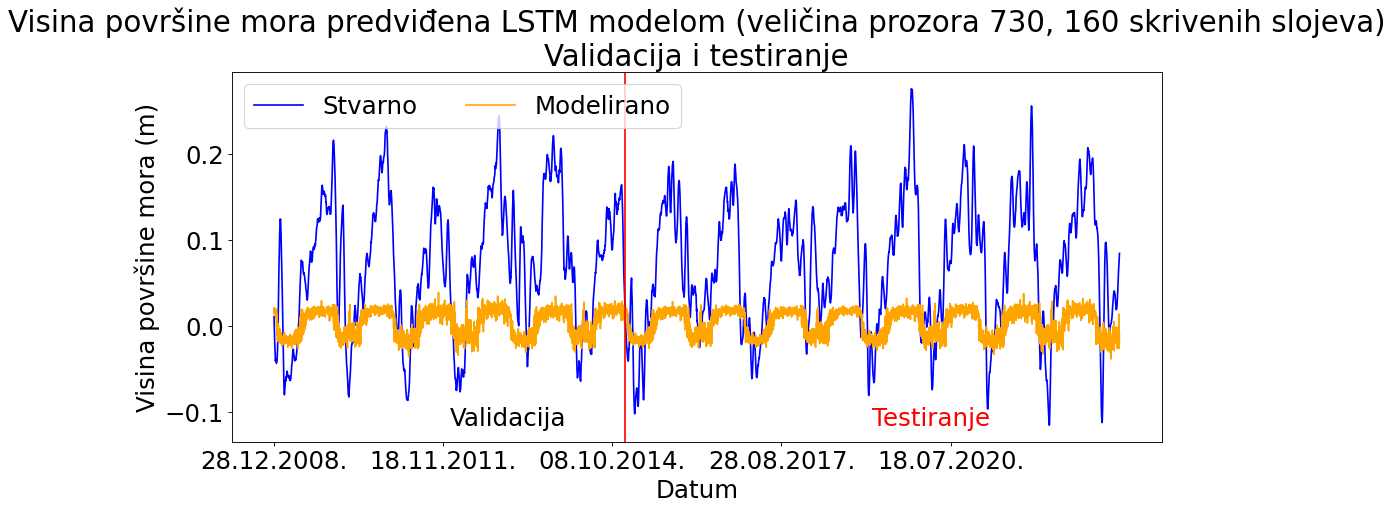 Visina površine mora predviđena LSTM modelom (veličina prozora 730, 160 skrivenih slojeva)
Validacija i testiranje
Stvarno
Modelirano
Visina površine mora (m)
0.2
0.1
0.0
−0.1
Validacija
Testiranje
28.12.2008.
18.11.2011.
08.10.2014.
28.08.2017.
18.07.2020.
Datum